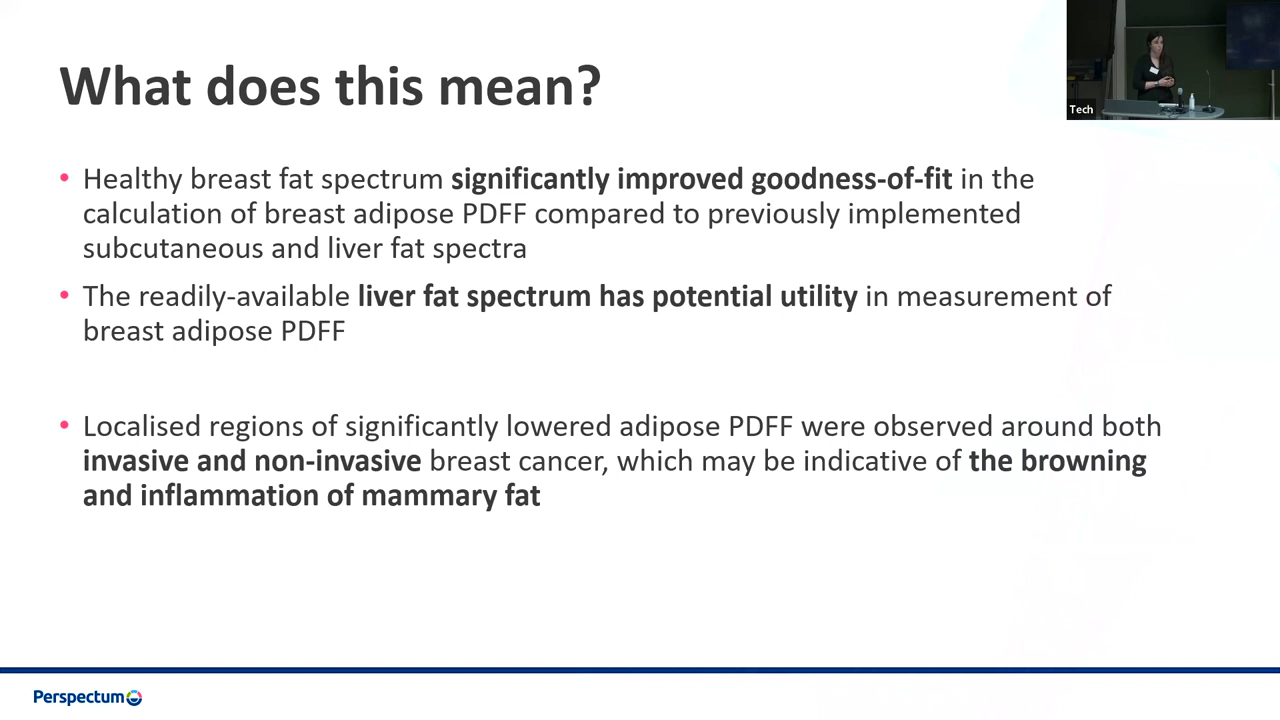 What does this mean?
Tech
• Healthy breast fat spectrum significantly improved goodness-of-fit in the
calculation of breast adipose PDFF compared to previously implemented
subcutaneous and liver fat spectra
• The readily-available liver fat spectrum has potential utility in measurement of
breast adipose PDFF
• Localised regions of significantly lowered adipose PDFF were observed around both
invasive and non-invasive breast cancer, which may be indicative of the browning
and inflammation of mammary fat
Perspectum